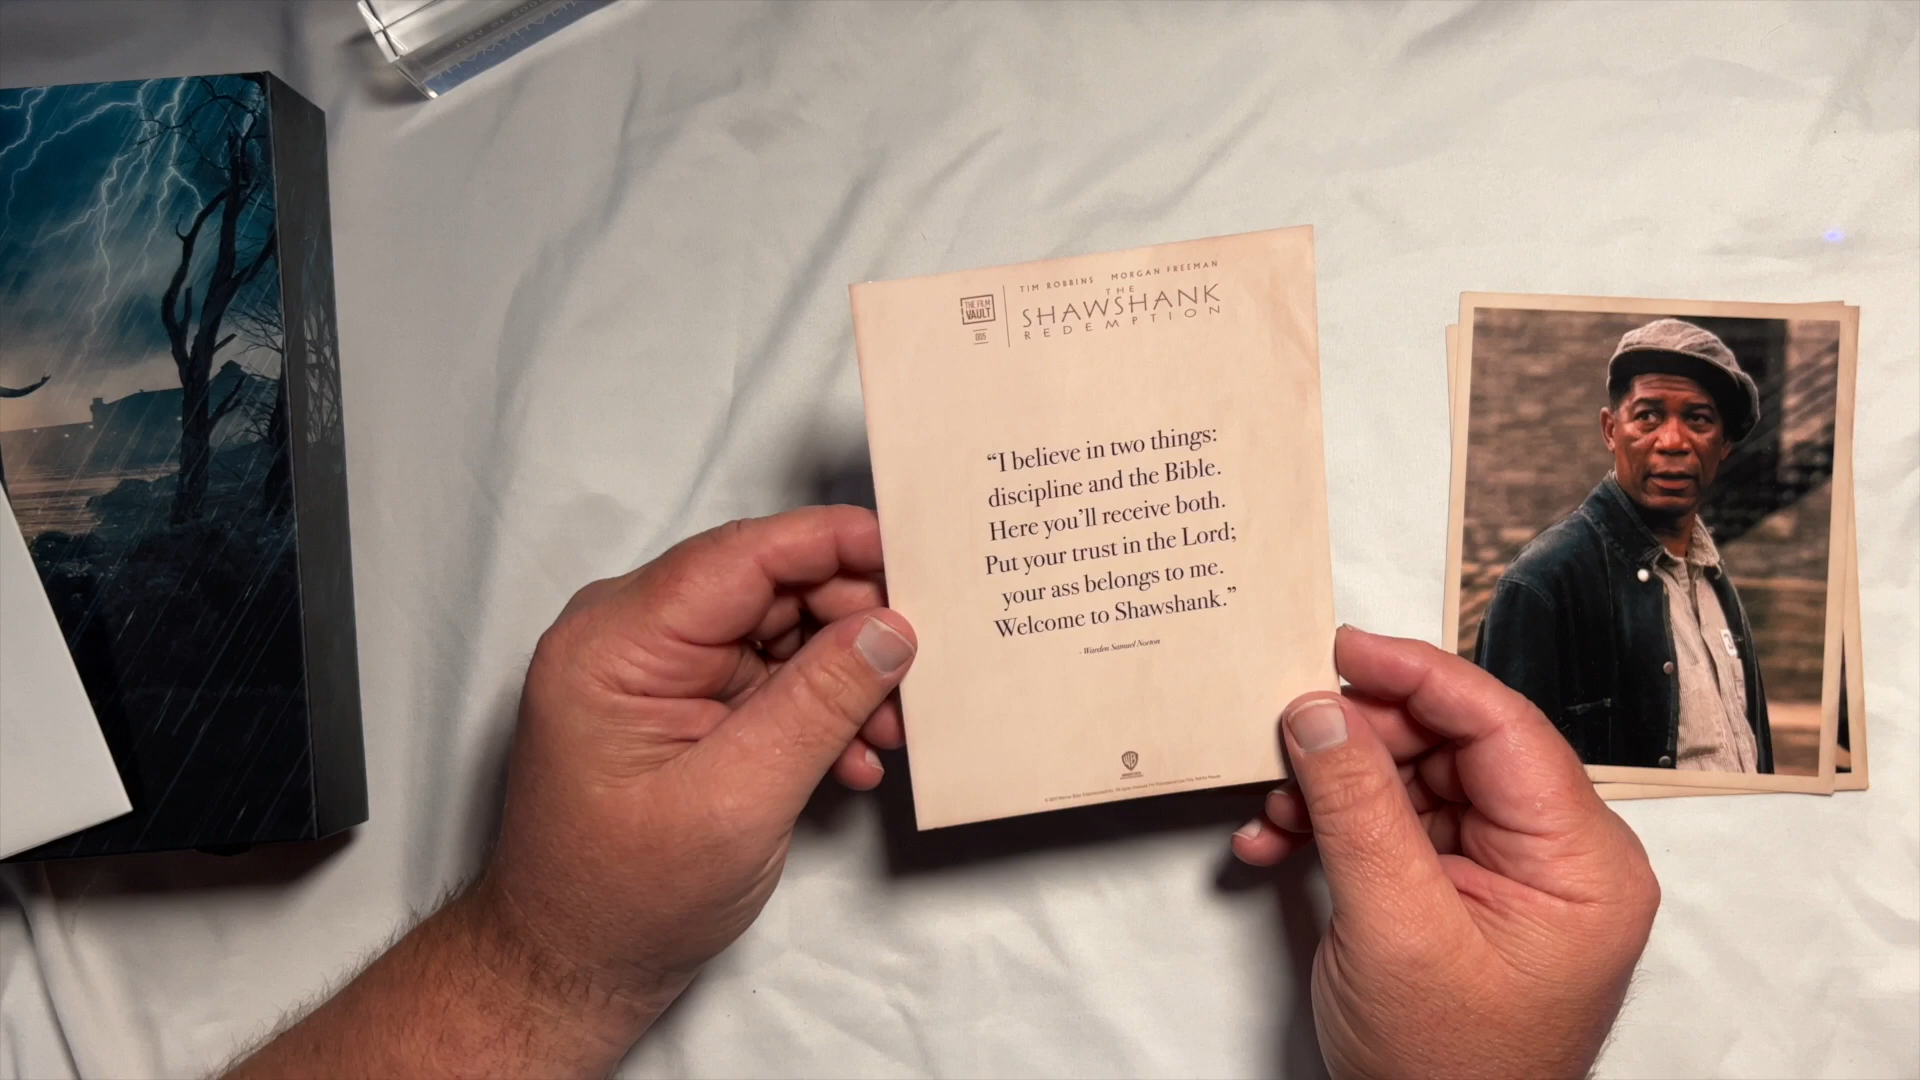 TIM ROBBINS MORGAN FREEMAN
THE FILM
VAULT
005
THE
SHAWSHANK
REDEMPTION
“I believe in two things:
discipline and the Bible.
Here you’ll receive both.
Put your trust in the Lord;
your ass belongs to me.
Welcome to Shawshank.”
- Warden Samuel Norton